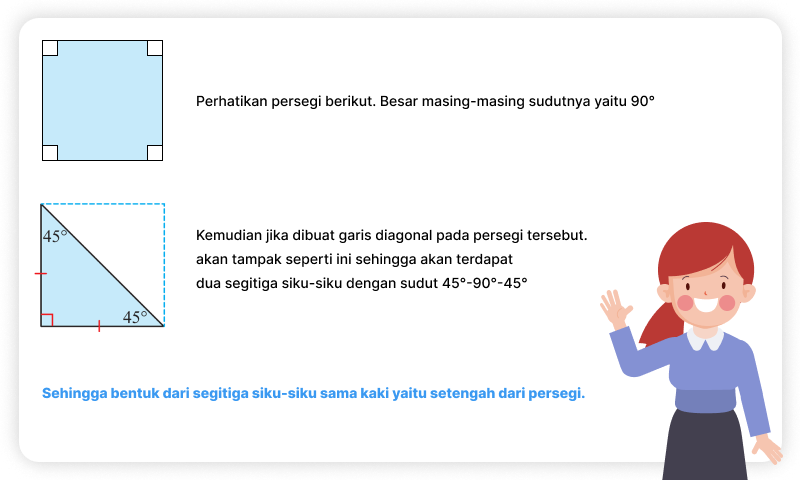 Perhatikan persegi berikut. Besar masing-masing sudutnya yaitu 90°
45°
45°
Kemudian jika dibuat garis diagonal pada persegi tersebut.
akan tampak seperti ini sehingga akan terdapat
dua segitiga siku-siku dengan sudut 45°-90°-45°
Sehingga bentuk dari segitiga siku-siku sama kaki yaitu setengah dari persegi.